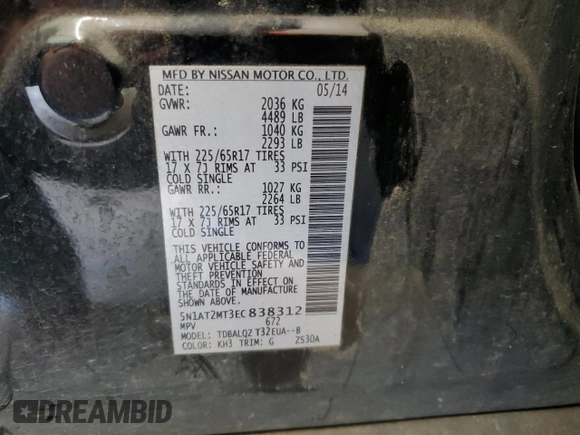 MFD BY NISSAN MOTOR CO., LTD.
DATE: 05/14
GVWR: 2036 KG
4489 LB
GAWR FR.: 1040 KG
2293 LB
WITH 225/65R17 TIRES
17 X 7J RIMS AT 33 PSI
COLD SINGLE
GAWR RR.: 1027 KG
2264 LB
WITH 225/65R17 TIRES
17 X 7J RIMS AT 33 PSI
COLD SINGLE
THIS VEHICLE CONFORMS TO
ALL APPLICABLE FEDERAL
MOTOR VEHICLE SAFETY AND
THEFT PREVENTION
STANDARDS IN EFFECT ON
THE DATE OF MANUFACTURE
SHOWN ABOVE.
5N1AT2MT3EC838312
MPV 672
MODEL: TDBALQZ T32EUA--B
COLOR: KH3 TRIM: G ZS30A
DREAMBID